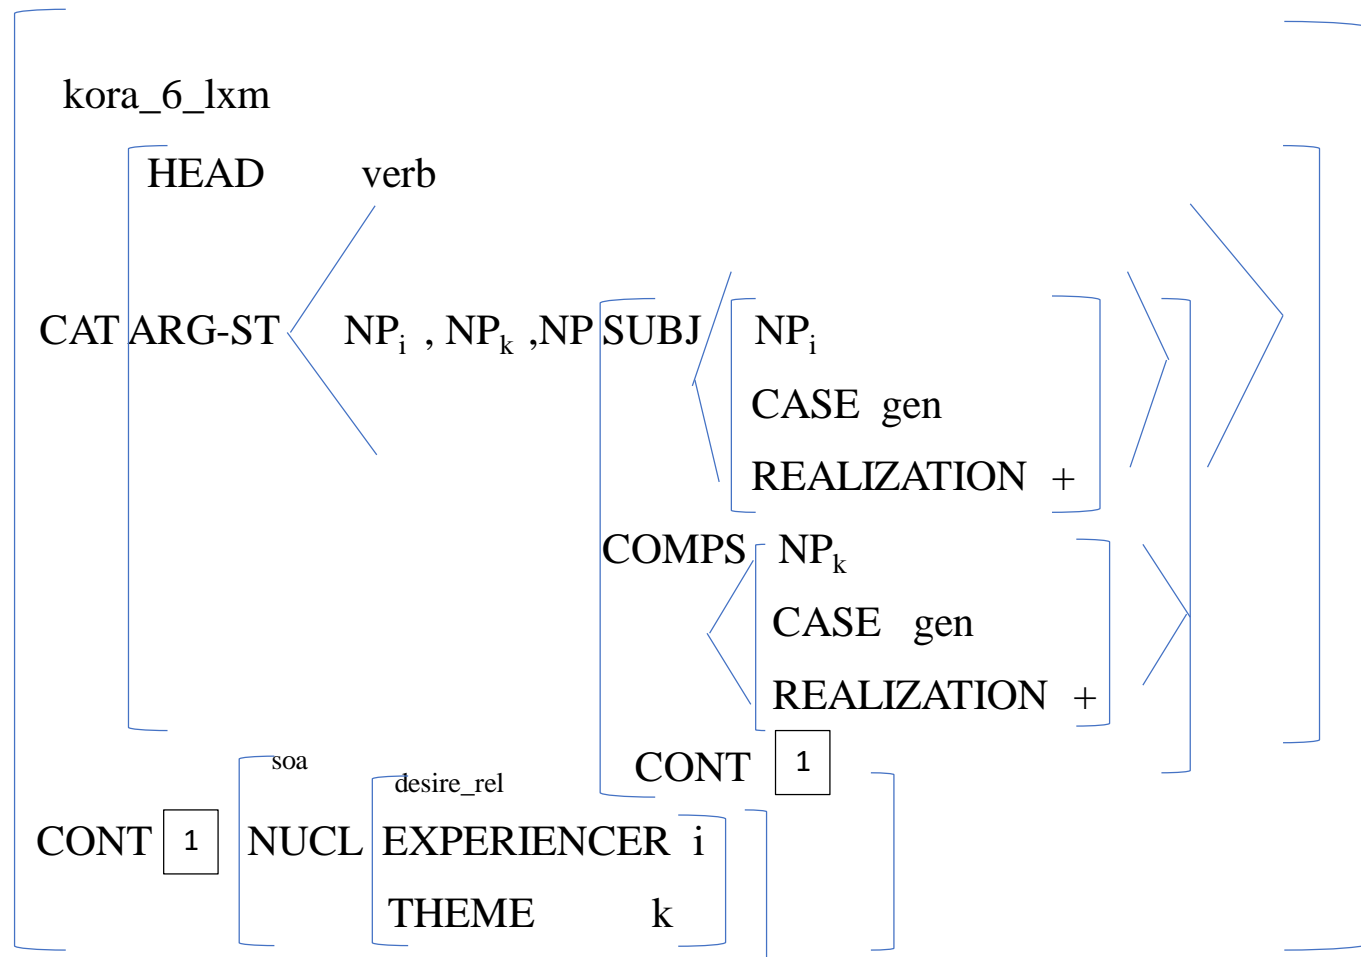 kora_6_lxm
HEAD verb
CAT ARG-ST NPi , NPk ,NP SUBJ NPi
CASE gen
REALIZATION +
COMPS NPk
CASE gen
REALIZATION +
CONT 1
soa desire_rel
CONT 1 NUCL EXPERIENCER i
THEME k